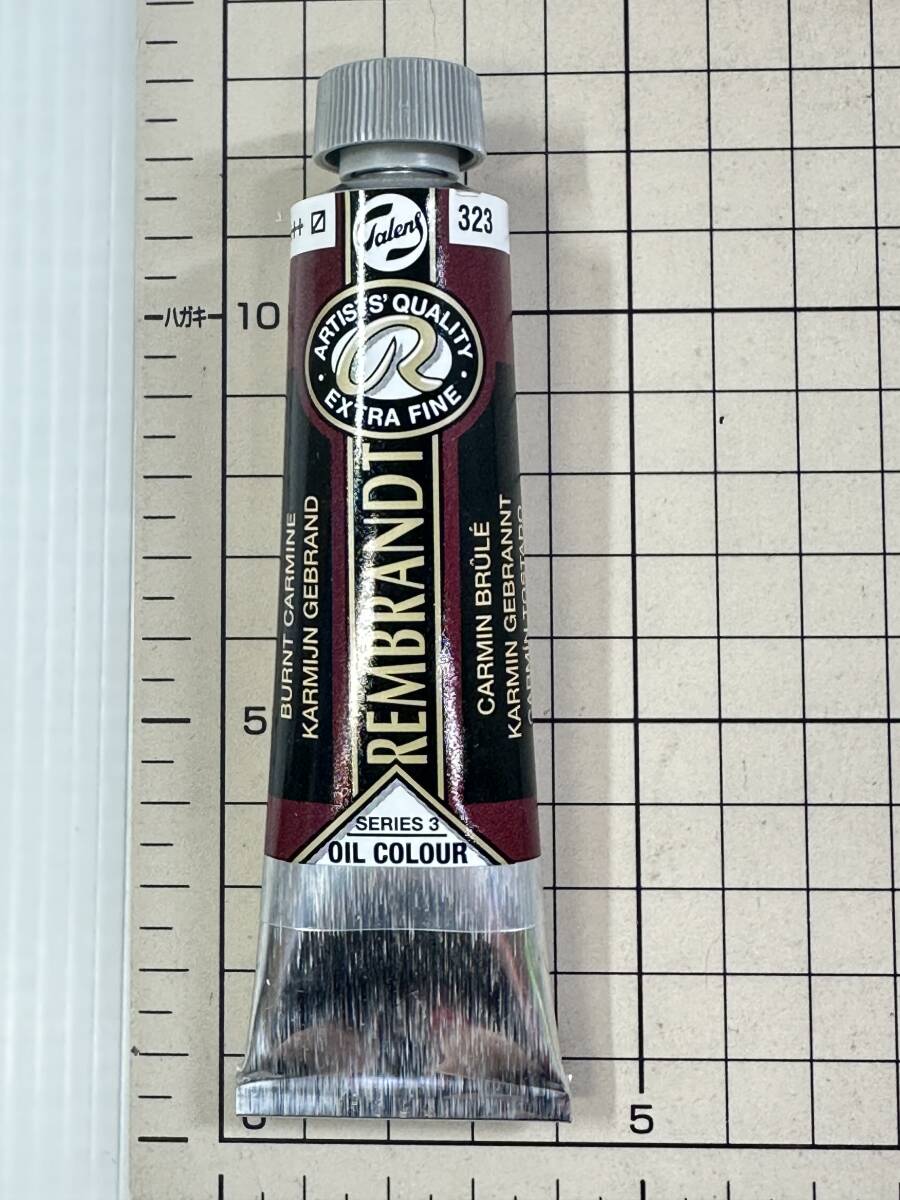 Talens
323
ARTISTS' QUALITY
R
EXTRA FINE
REMBRANDT
BURNT CARMINE
KARMIJN GEBRAND
CARMIN BRÛLÉ
KARMIN GEBRANNT
SERIES 3
OIL COLOUR
ハガキ
10
5
5